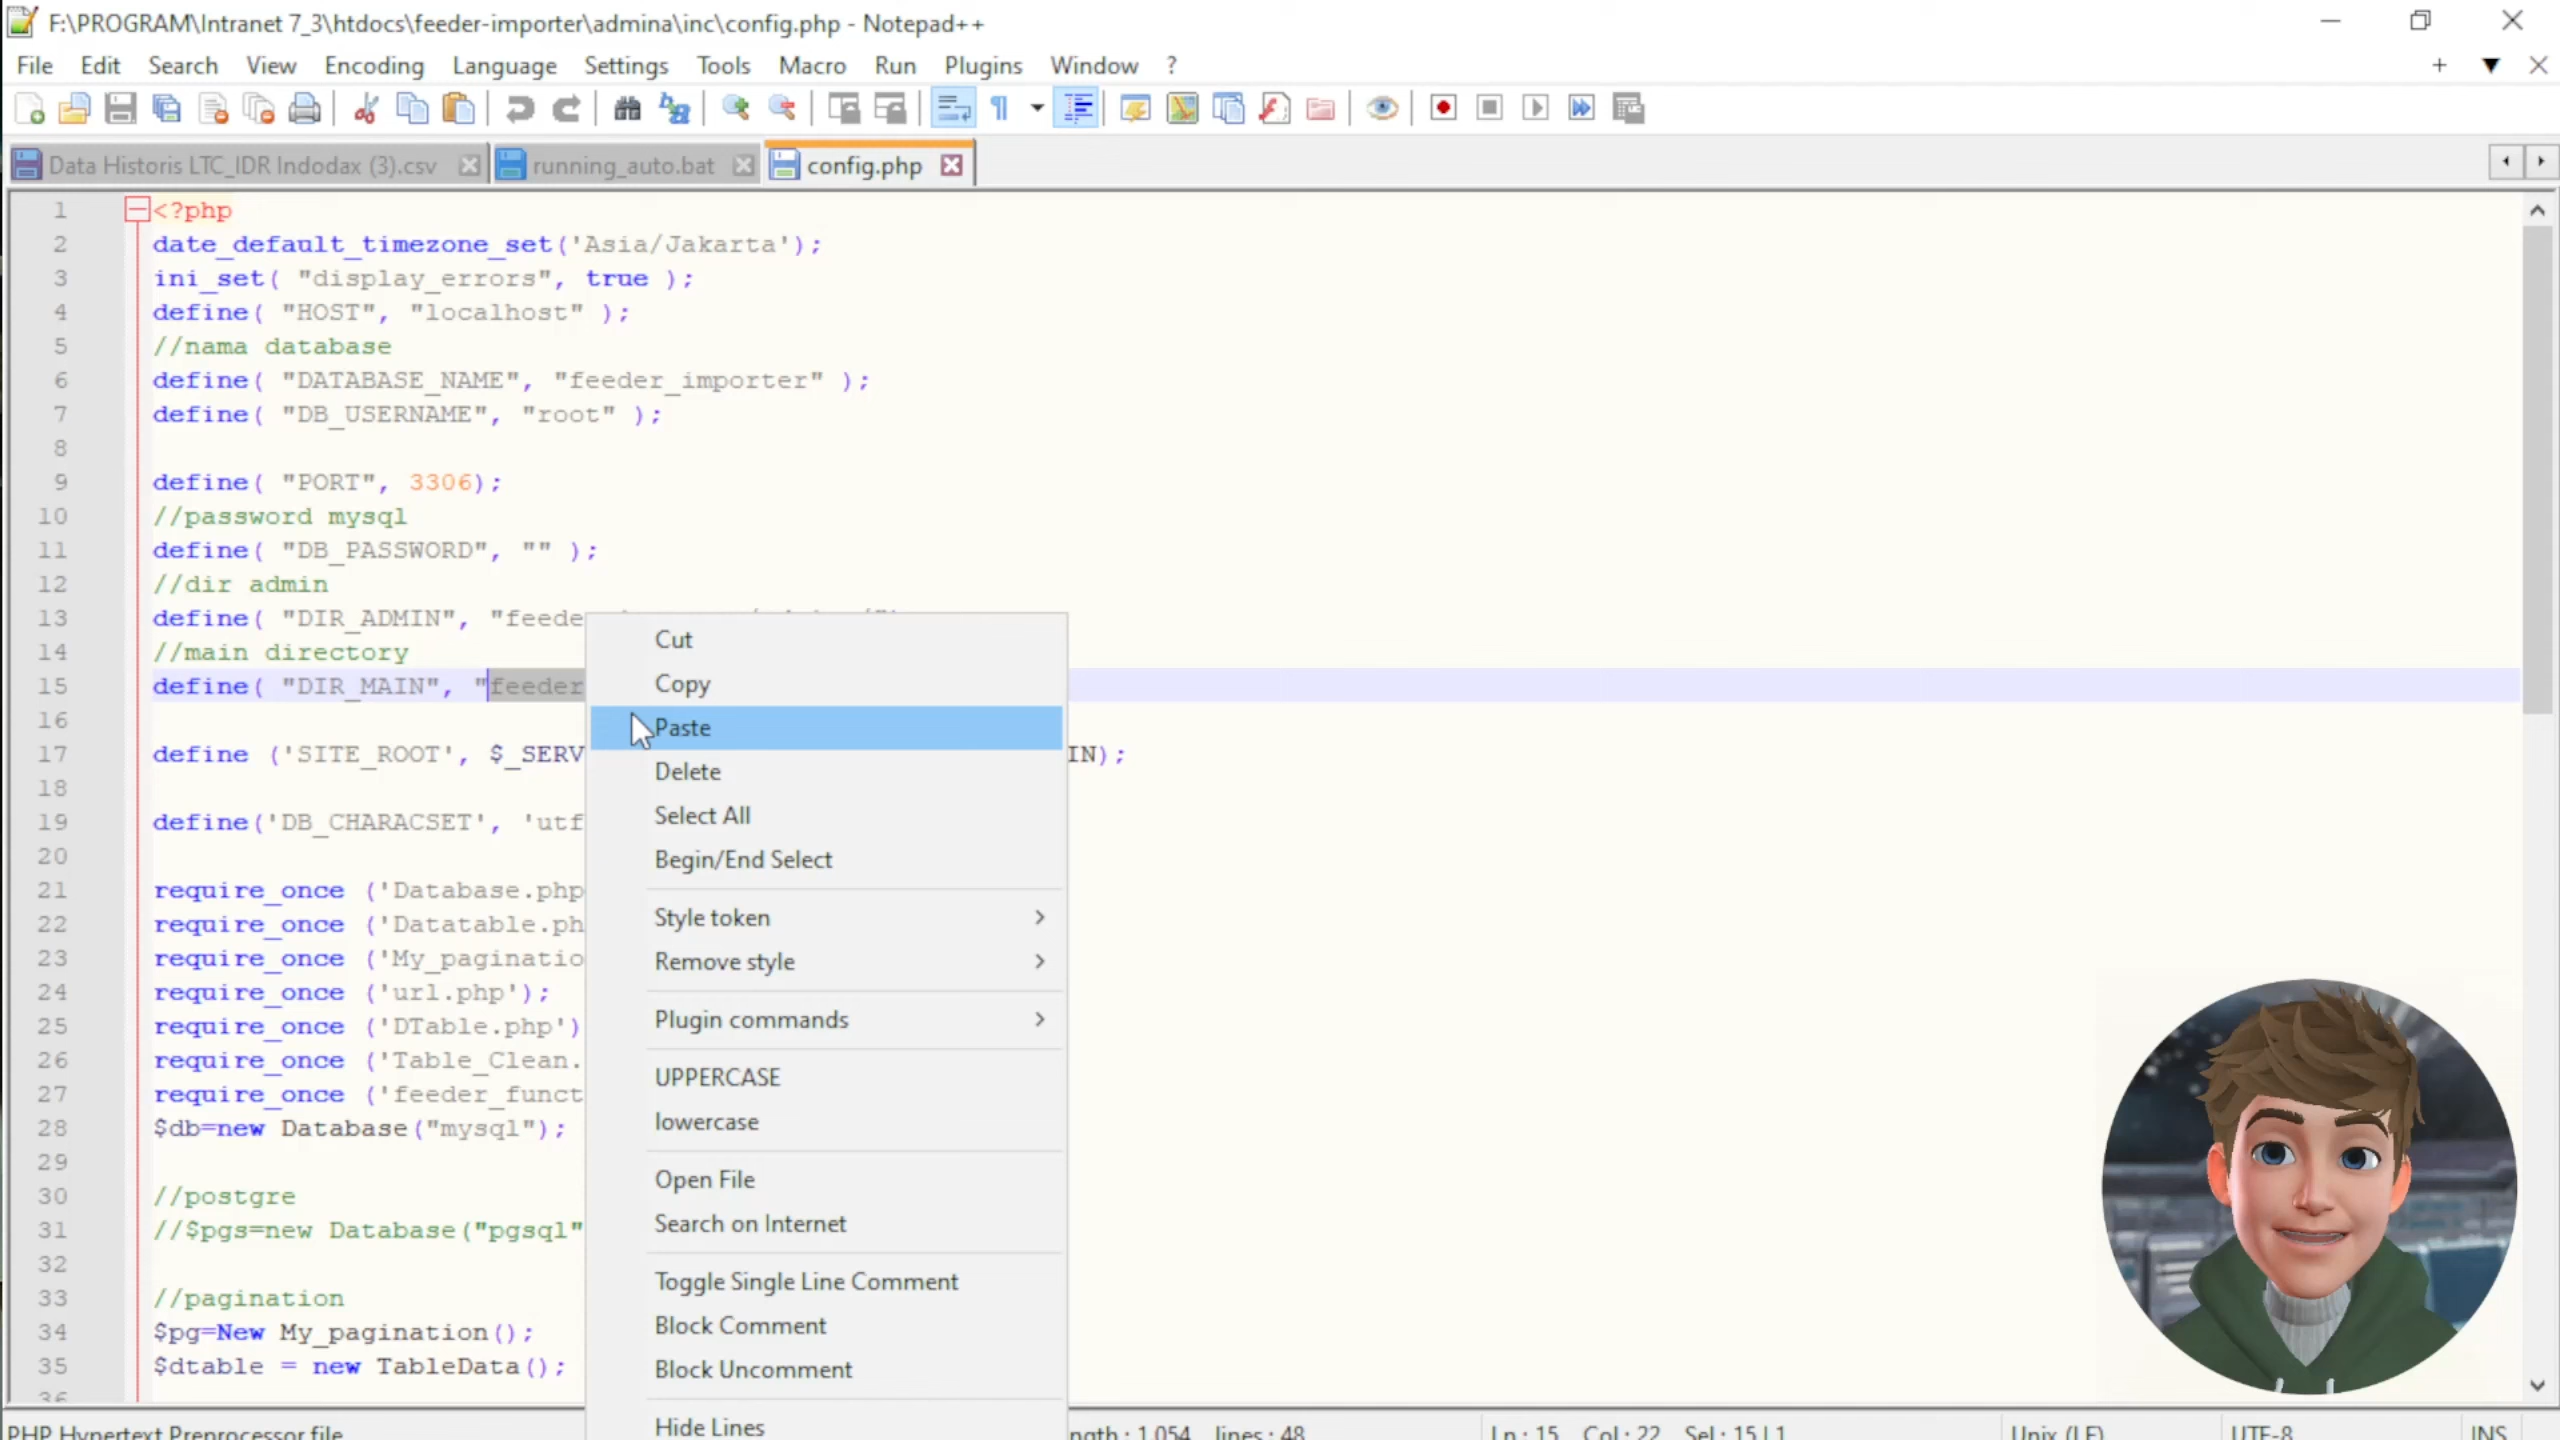 F:\PROGRAM\Intranet 7_3\htdocs\feeder-importer\admina\inc\config.php - Notepad++
File Edit Search View Encoding Language Settings Tools Macro Run Plugins Window ?
Data Historis LTC_IDR Indodax (3).csv running_auto.bat config.php
1 <?php
2 date_default_timezone_set('Asia/Jakarta');
3 ini_set( "display_errors", true );
4 define( "HOST", "localhost" );
5 //nama database
6 define( "DATABASE_NAME", "feeder_importer" );
7 define( "DB_USERNAME", "root" );
8
9 define( "PORT", 3306);
10 //password mysql
11 define( "DB_PASSWORD", "" );
12 //dir admin
13 define( "DIR_ADMIN", "feede
14 //main directory
15 define( "DIR_MAIN", "feeder
16
17 define ('SITE_ROOT', $_SERV IN);
18
19 define('DB_CHARACSET', 'utf
20
21 require_once ('Database.php
22 require_once ('Datatable.ph
23 require_once ('My_paginatio
24 require_once ('url.php');
25 require_once ('DTable.php')
26 require_once ('Table_Clean.
27 require_once ('feeder_funct
28 $db=new Database("mysql");
29
30 //postgre
31 //$pgs=new Database("pgsql"
32
33 //pagination
34 $pg=New My_pagination();
35 $dtable = new TableData();
36
Cut
Copy
Paste
Delete
Select All
Begin/End Select
Style token
Remove style
Plugin commands
UPPERCASE
lowercase
Open File
Search on Internet
Toggle Single Line Comment
Block Comment
Block Uncomment
Hide Lines
PHP Hypertext Preprocessor file ngth : 1,054 lines : 48 Ln : 15 Col : 22 Sel : 15 | 1 Unix (LF) UTF-8 INS